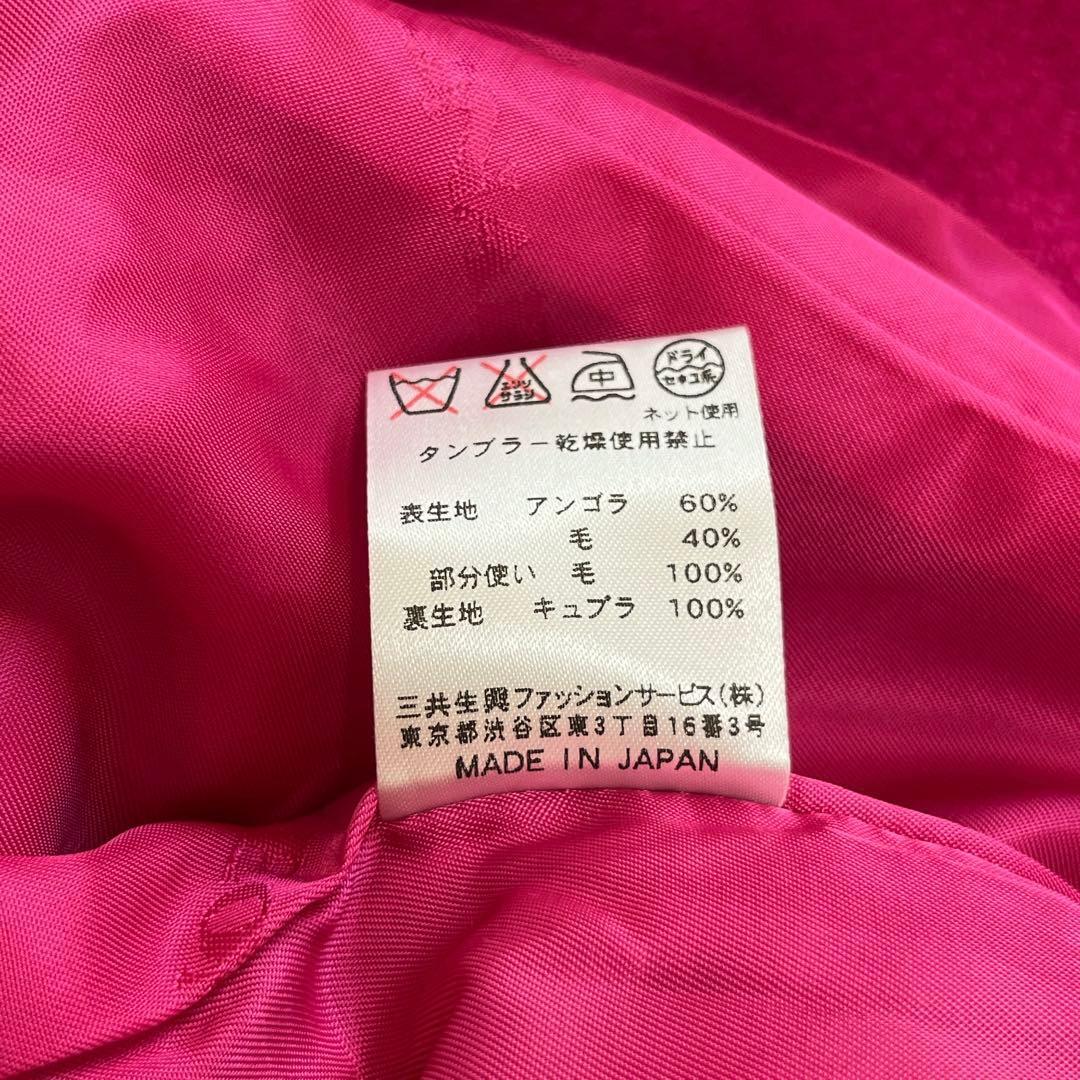 エンソ
サラシ
中
ドライ
セキユ系
ネット使用
タンブラー乾燥使用禁止
表生地 アンゴラ 60%
毛 40%
部分使い 毛 100%
裏生地 キュプラ 100%
三共生興ファッションサービス(株)
東京都渋谷区東3丁目16番3号
MADE IN JAPAN